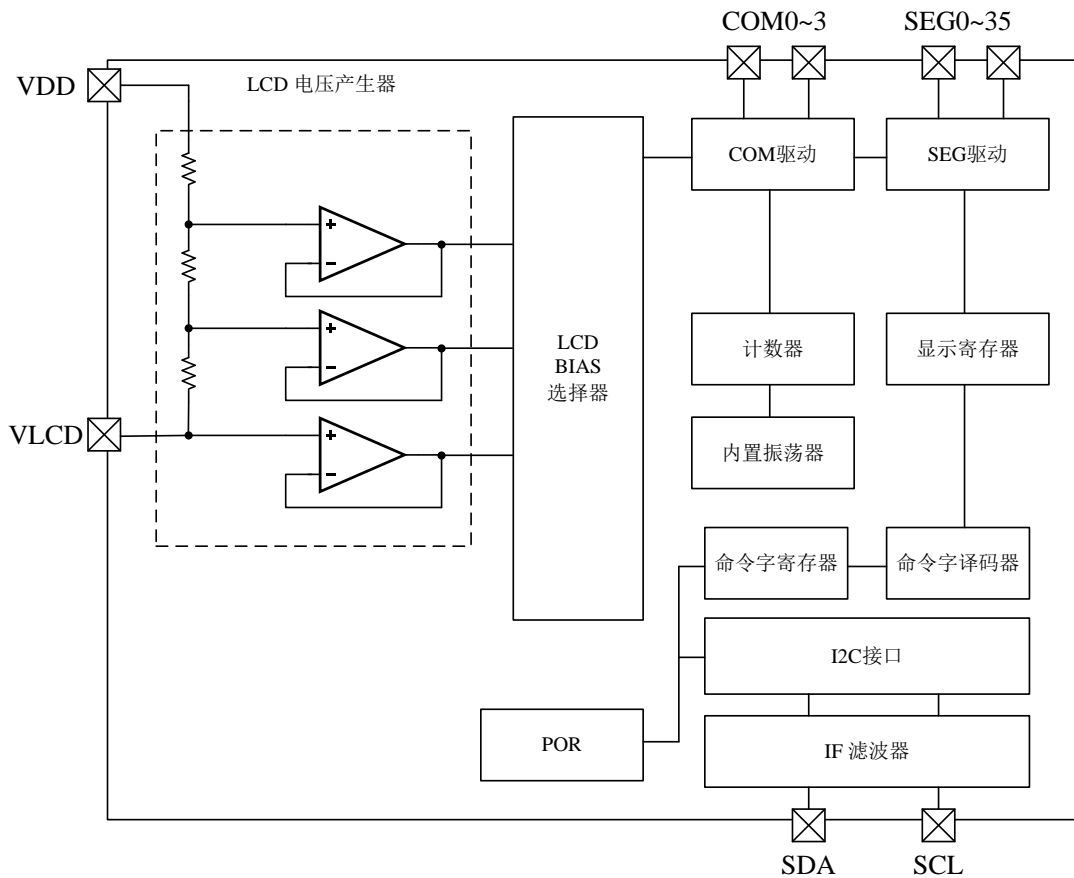 COM0~3
SEG0~35
VDD
LCD 电压产生器
COM驱动
SEG驱动
+
−
+
−
+
−
LCD
BIAS
选择器
计数器
显示寄存器
VLCD
内置振荡器
命令字寄存器
命令字译码器
I2C接口
POR
IF 滤波器
SDA
SCL